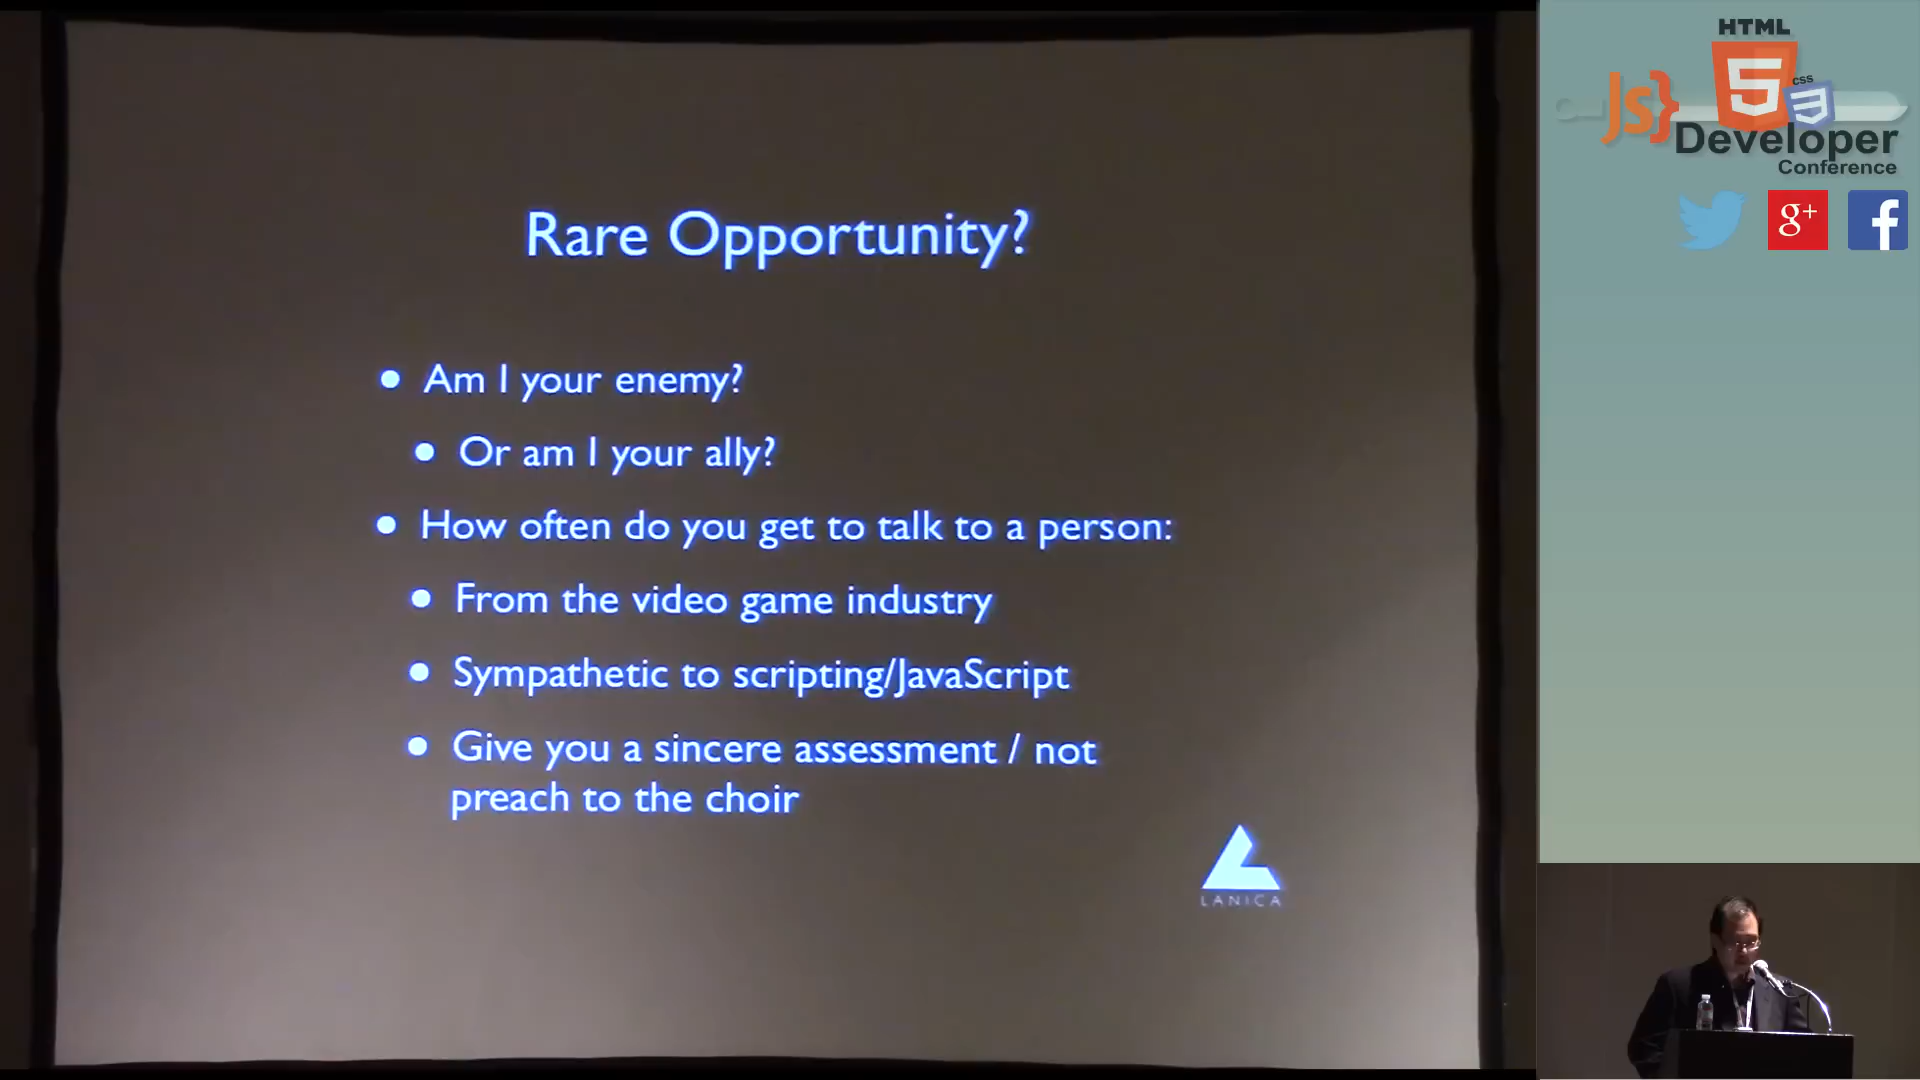 Rare Opportunity?
• Am I your enemy?
• Or am I your ally?
• How often do you get to talk to a person:
• From the video game industry
• Sympathetic to scripting/JavaScript
• Give you a sincere assessment / not
preach to the choir
LANICA
HTML
JS}
5
CSS
3
Developer
Conference
g+
f